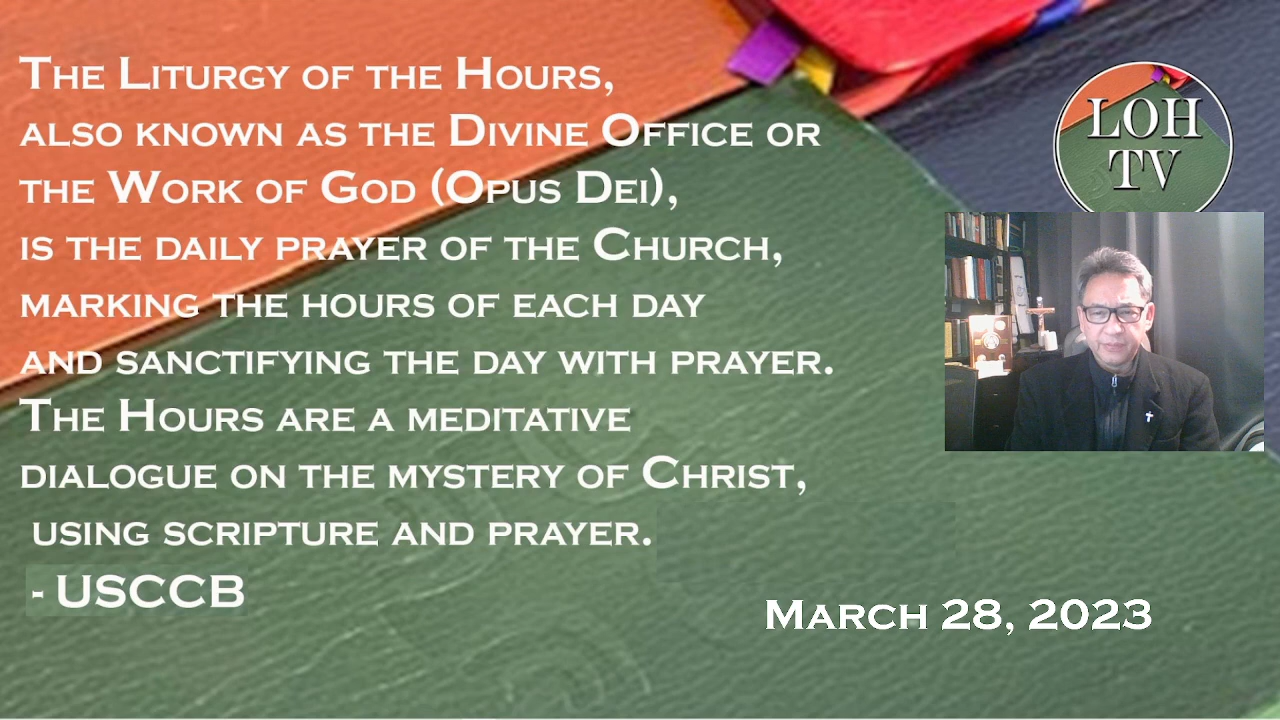 The Liturgy of the Hours,
also known as the Divine Office or
the Work of God (Opus Dei),
is the daily prayer of the Church,
marking the hours of each day
and sanctifying the day with prayer.
The Hours are a meditative
dialogue on the mystery of Christ,
using scripture and prayer.
- USCCB
LOH
TV
March 28, 2023